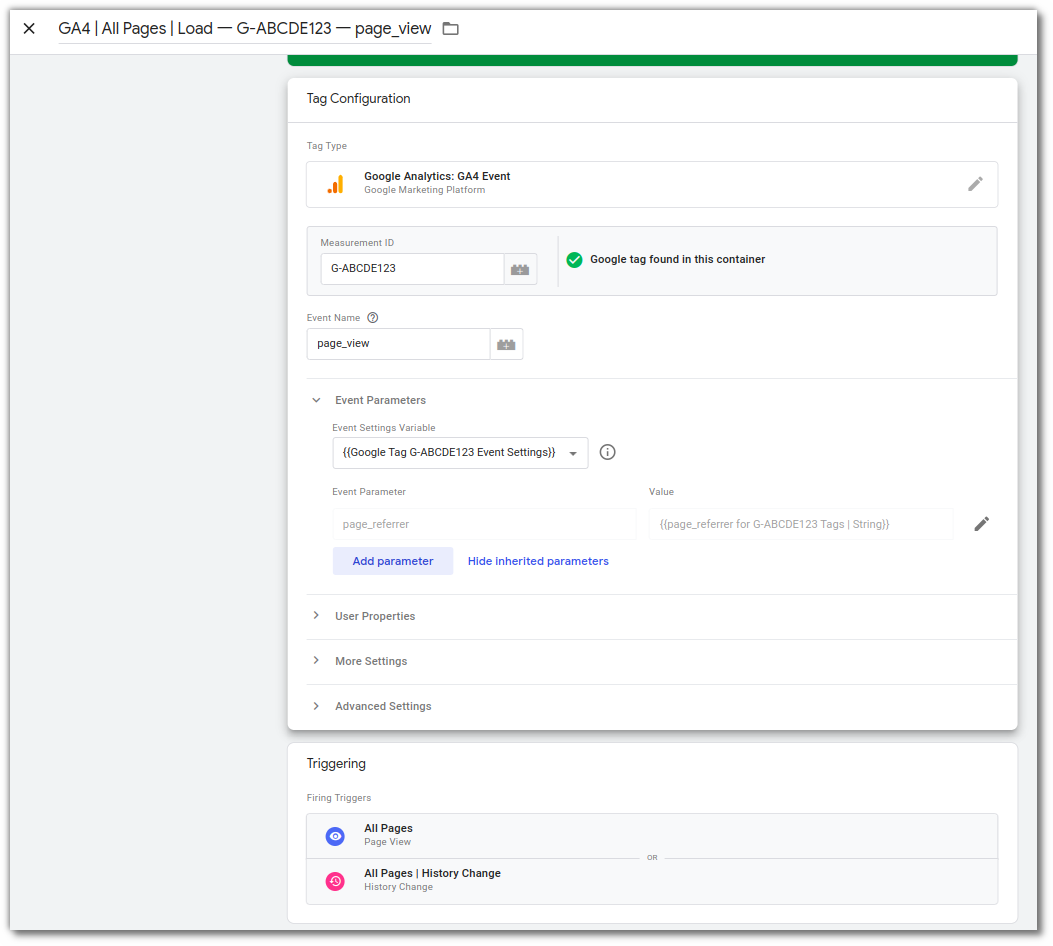 GA4 | All Pages | Load — G-ABCDE123 — page_view
Tag Configuration
Tag Type
Google Analytics: GA4 Event
Google Marketing Platform
Measurement ID
G-ABCDE123
Google tag found in this container
Event Name
page_view
Event Parameters
Event Settings Variable
{{Google Tag G-ABCDE123 Event Settings}}
Event Parameter Value
page_referrer {{page_referrer for G-ABCDE123 Tags | String}}
Add parameter Hide inherited parameters
User Properties
More Settings
Advanced Settings
Triggering
Firing Triggers
All Pages
Page View
OR
All Pages | History Change
History Change